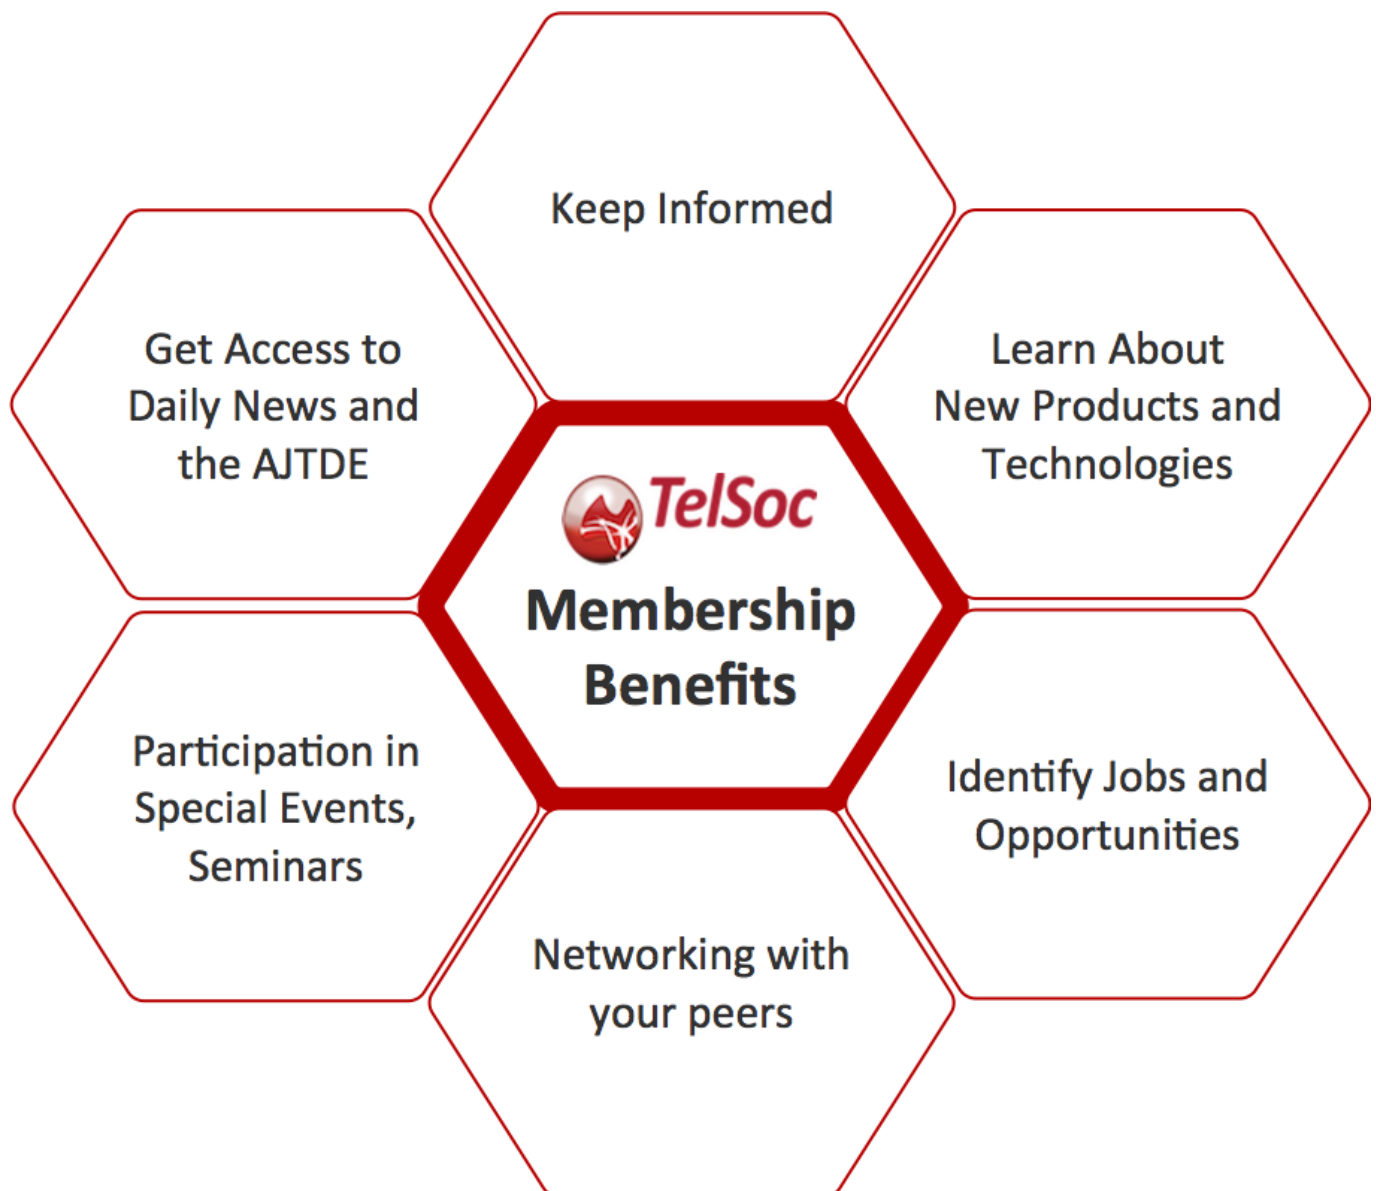 Keep Informed
Get Access to
Daily News and
the AJTDE
Learn About
New Products and
Technologies
TelSoc
Membership
Benefits
Participation in
Special Events,
Seminars
Identify Jobs and
Opportunities
Networking with
your peers